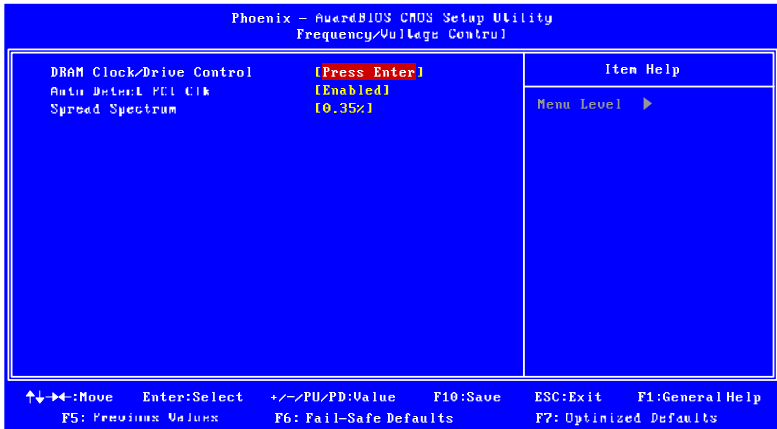 Phoenix – AwardBIOS CMOS Setup Utility
Frequency/Voltage Control
DRAM Clock/Drive Control [Press Enter]
Auto Detect PCI Clk [Enabled]
Spread Spectrum [0.35%]
Item Help
Menu Level ▶
↑↓→←:Move Enter:Select +/-/PU/PD:Value F10:Save ESC:Exit F1:General Help
F5: Previous Values F6: Fail-Safe Defaults F7: Optimized Defaults